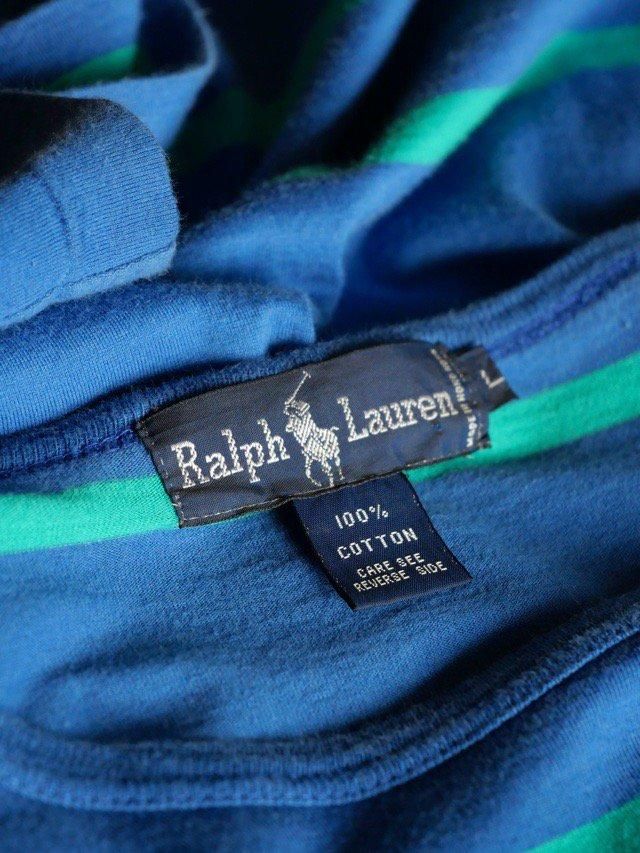 Ralph Lauren
L
100%
COTTON
CARE SEE
REVERSE SIDE